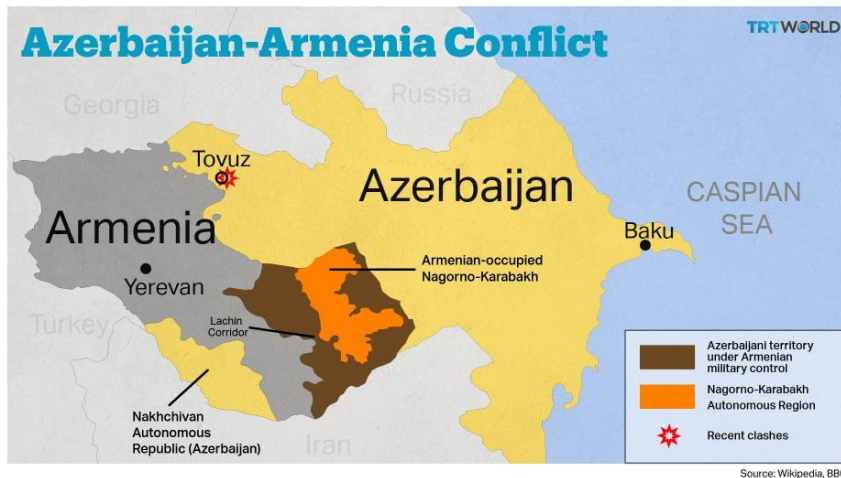 Azerbaijan-Armenia Conflict
TRT WORLD
Georgia
Russia
Tovuz
Azerbaijan
CASPIAN
SEA
Armenia
Baku
Armenian-occupied
Nagorno-Karabakh
Yerevan
Turkey
Lachin
Corridor
Nakhchivan
Autonomous
Republic (Azerbaijan)
Iran
Azerbaijani territory
under Armenian
military control
Nagorno-Karabakh
Autonomous Region
Recent clashes
Source: Wikipedia, BB